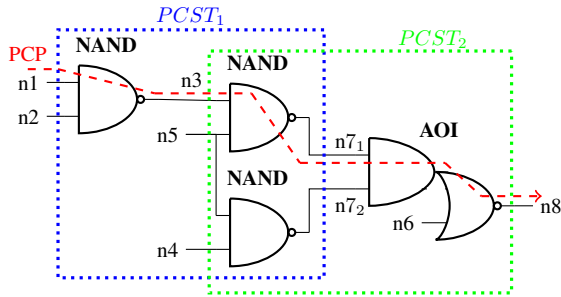 PCST₁
NAND
PCST₂
PCP
NAND
n1
n3
n2
n5
n7₁
AOI
NAND
n7₂
n8
n6
n4